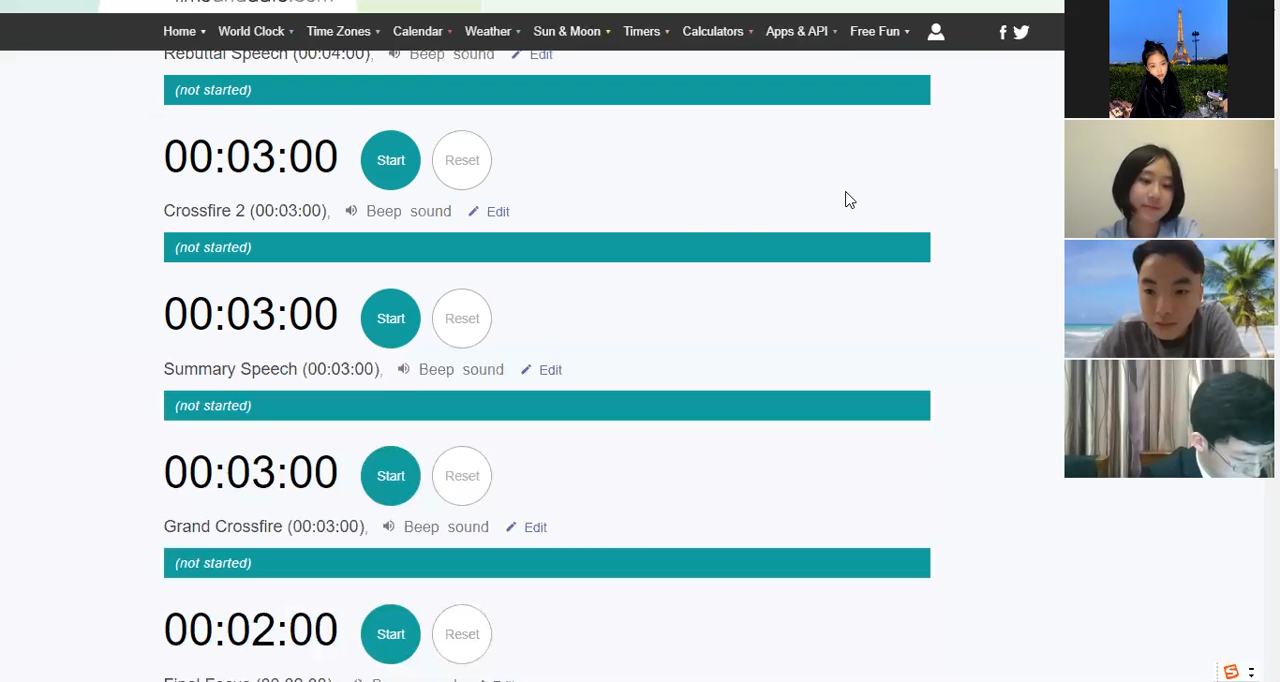 Home World Clock Time Zones Calendar Weather Sun & Moon Timers Calculators Apps & API Free Fun
Rebuttal Speech (00:04:00), Beep sound Edit
(not started)
00:03:00 Start Reset
Crossfire 2 (00:03:00), Beep sound Edit
(not started)
00:03:00 Start Reset
Summary Speech (00:03:00), Beep sound Edit
(not started)
00:03:00 Start Reset
Grand Crossfire (00:03:00), Beep sound Edit
(not started)
00:02:00 Start Reset
Final Focus